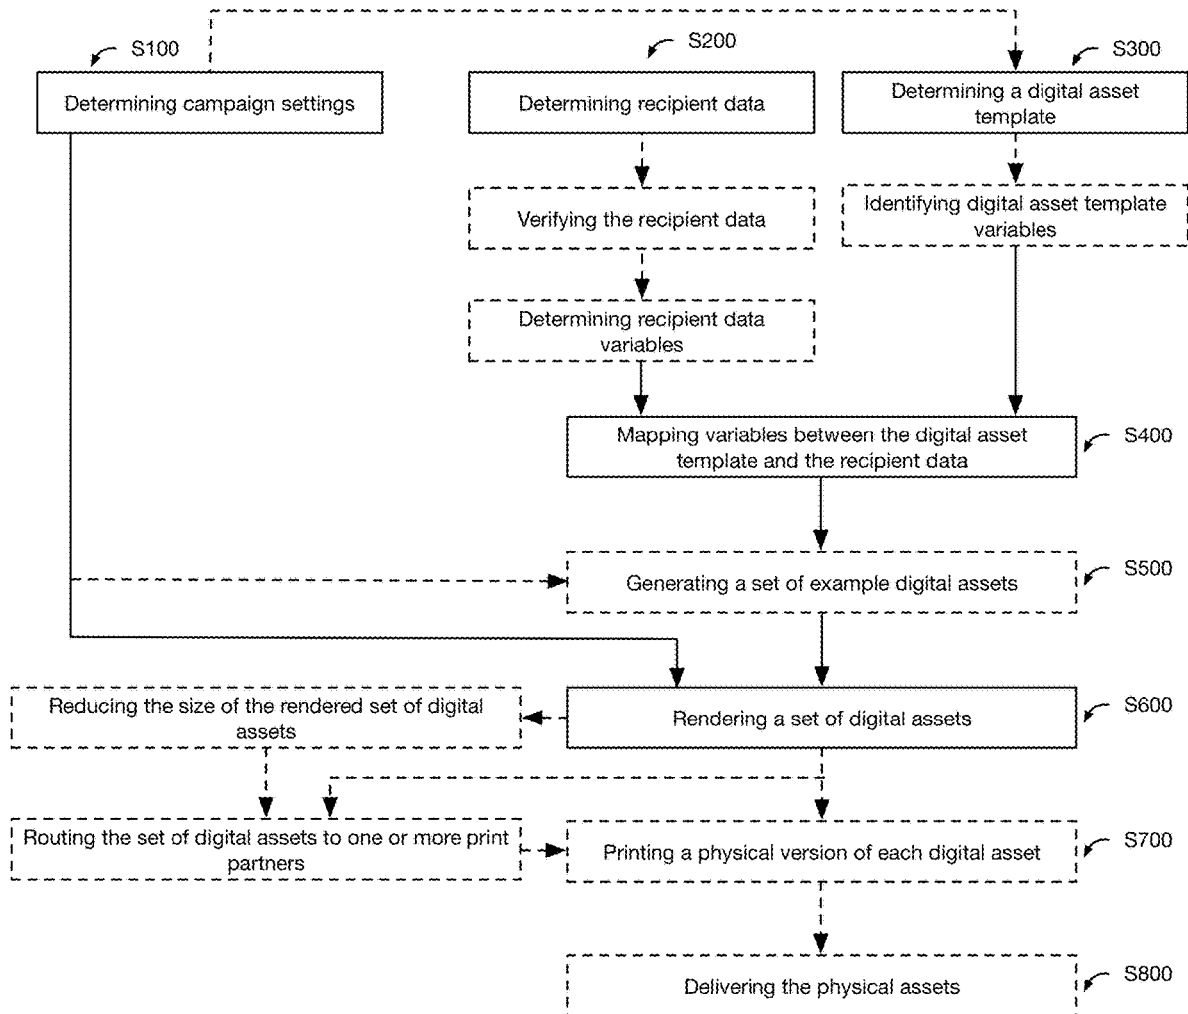 S100
S200
S300
Determining campaign settings
Determining recipient data
Determining a digital asset
template
Verifying the recipient data
Identifying digital asset template
variables
Determining recipient data
variables
Mapping variables between the digital asset
template and the recipient data
S400
Generating a set of example digital assets
S500
Reducing the size of the rendered set of digital
assets
Rendering a set of digital assets
S600
Routing the set of digital assets to one or more print
partners
Printing a physical version of each digital asset
S700
Delivering the physical assets
S800